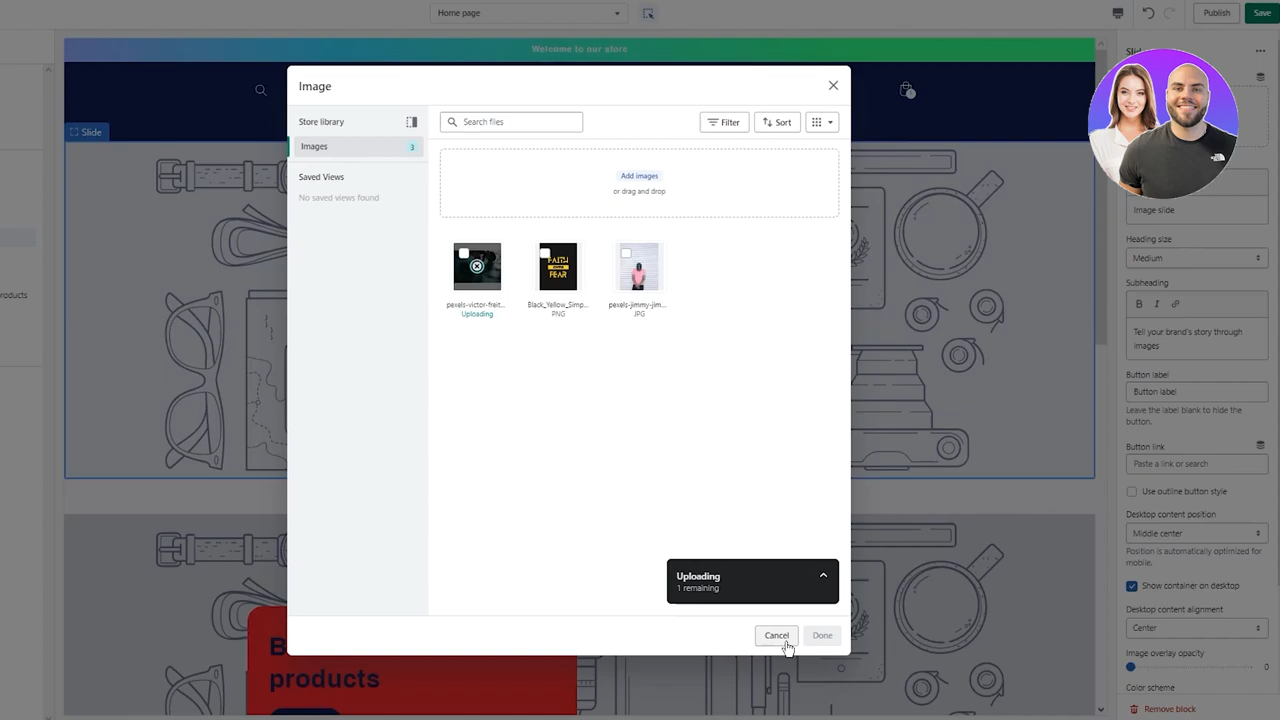 Home page
Publish
Save
Welcome to our store
Image
Store library
Images
3
Saved Views
No saved views found
Search files
Filter
Sort
Add images
or drag and drop
FAITH
FEAR
pexels-victor-freit...
Uploading
Black_Yellow_Simp...
PNG
pexels-jimmy-jim...
JPG
Uploading
1 remaining
Cancel
Done
Slide
products
products
Image slide
Heading size
Medium
Subheading
B I
Tell your brand's story through
images
Button label
Button label
Leave the label blank to hide the
button.
Button link
Paste a link or search
Use outline button style
Desktop content position
Middle center
Position is automatically optimized for
mobile.
Show container on desktop
Desktop content alignment
Center
Image overlay opacity
0
Color scheme
Remove block